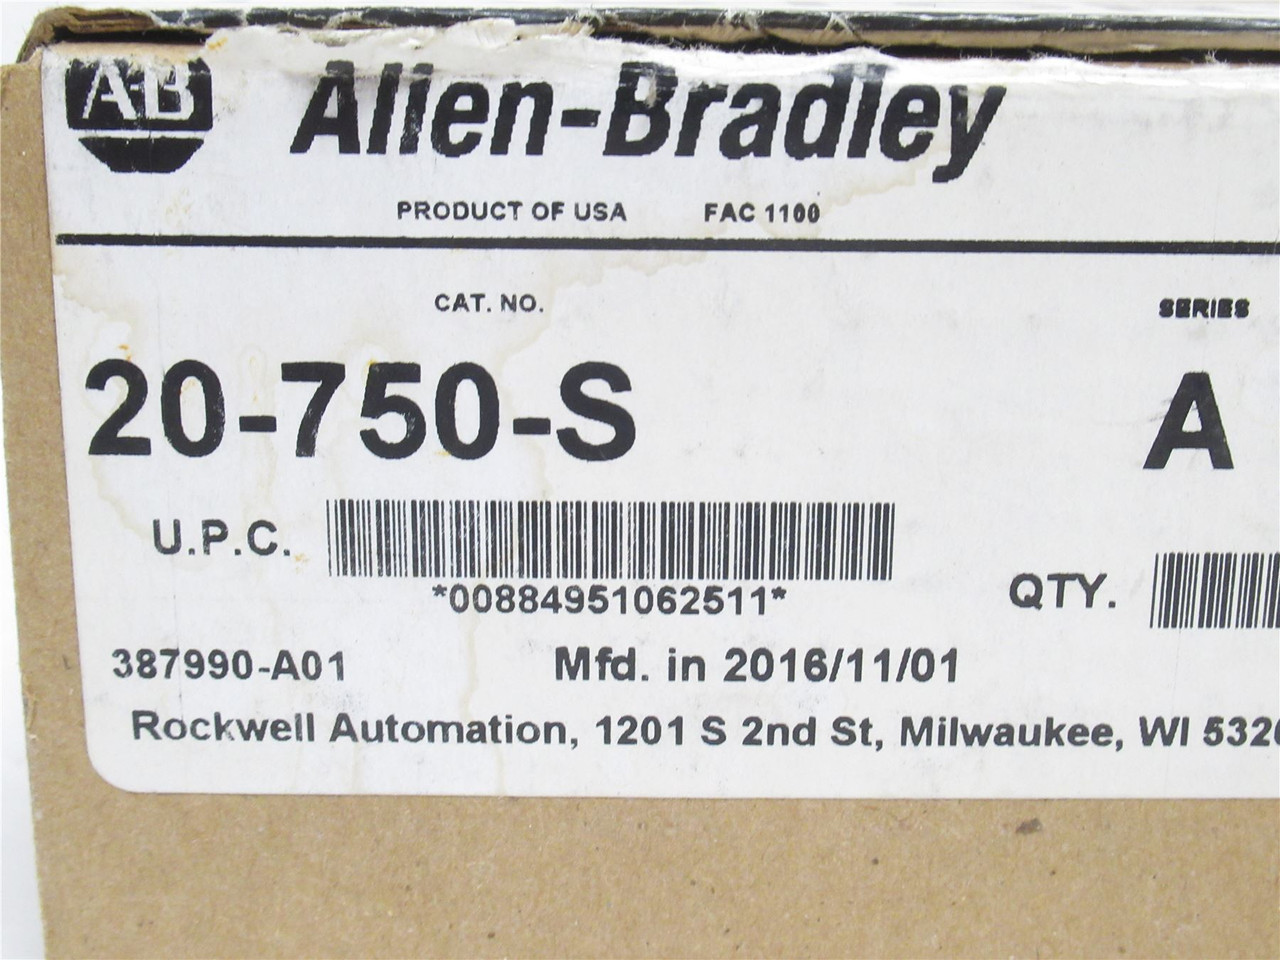 AB Allen-Bradley
PRODUCT OF USA FAC 1100
CAT. NO. SERIES
20-750-S A
U.P.C.
*00884951062511*
QTY.
387990-A01 Mfd. in 2016/11/01
Rockwell Automation, 1201 S 2nd St, Milwaukee, WI 532